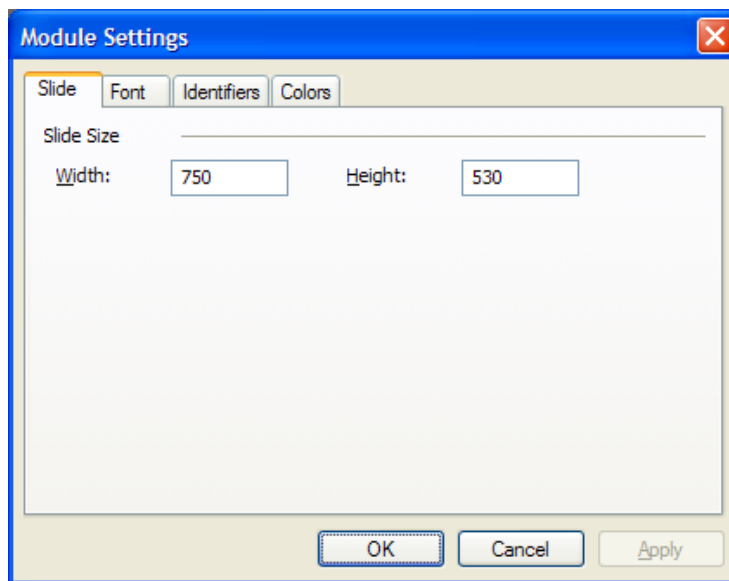 Module Settings
Slide Font Identifiers Colors
Slide Size
Width: 750 Height: 530
OK Cancel Apply